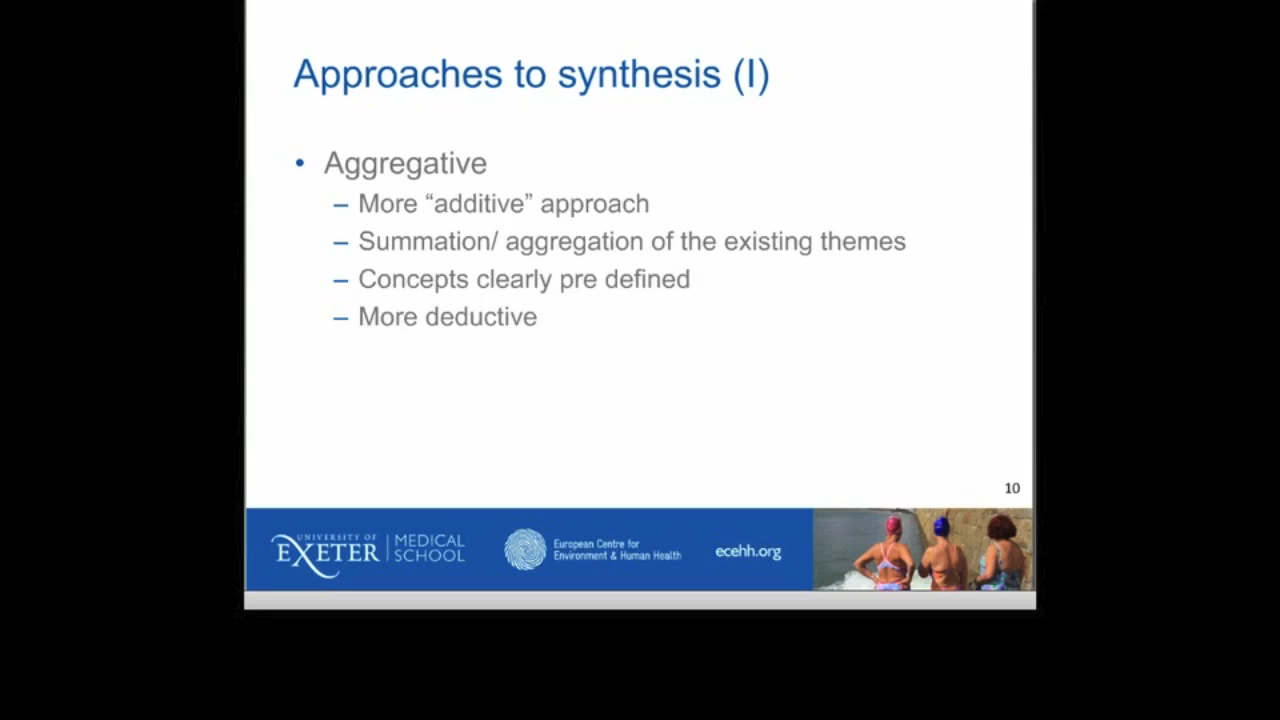 Approaches to synthesis (I)
• Aggregative
– More “additive” approach
– Summation/ aggregation of the existing themes
– Concepts clearly pre defined
– More deductive
10
UNIVERSITY OF
EXETER
MEDICAL
SCHOOL
European Centre for
Environment & Human Health
ecehh.org